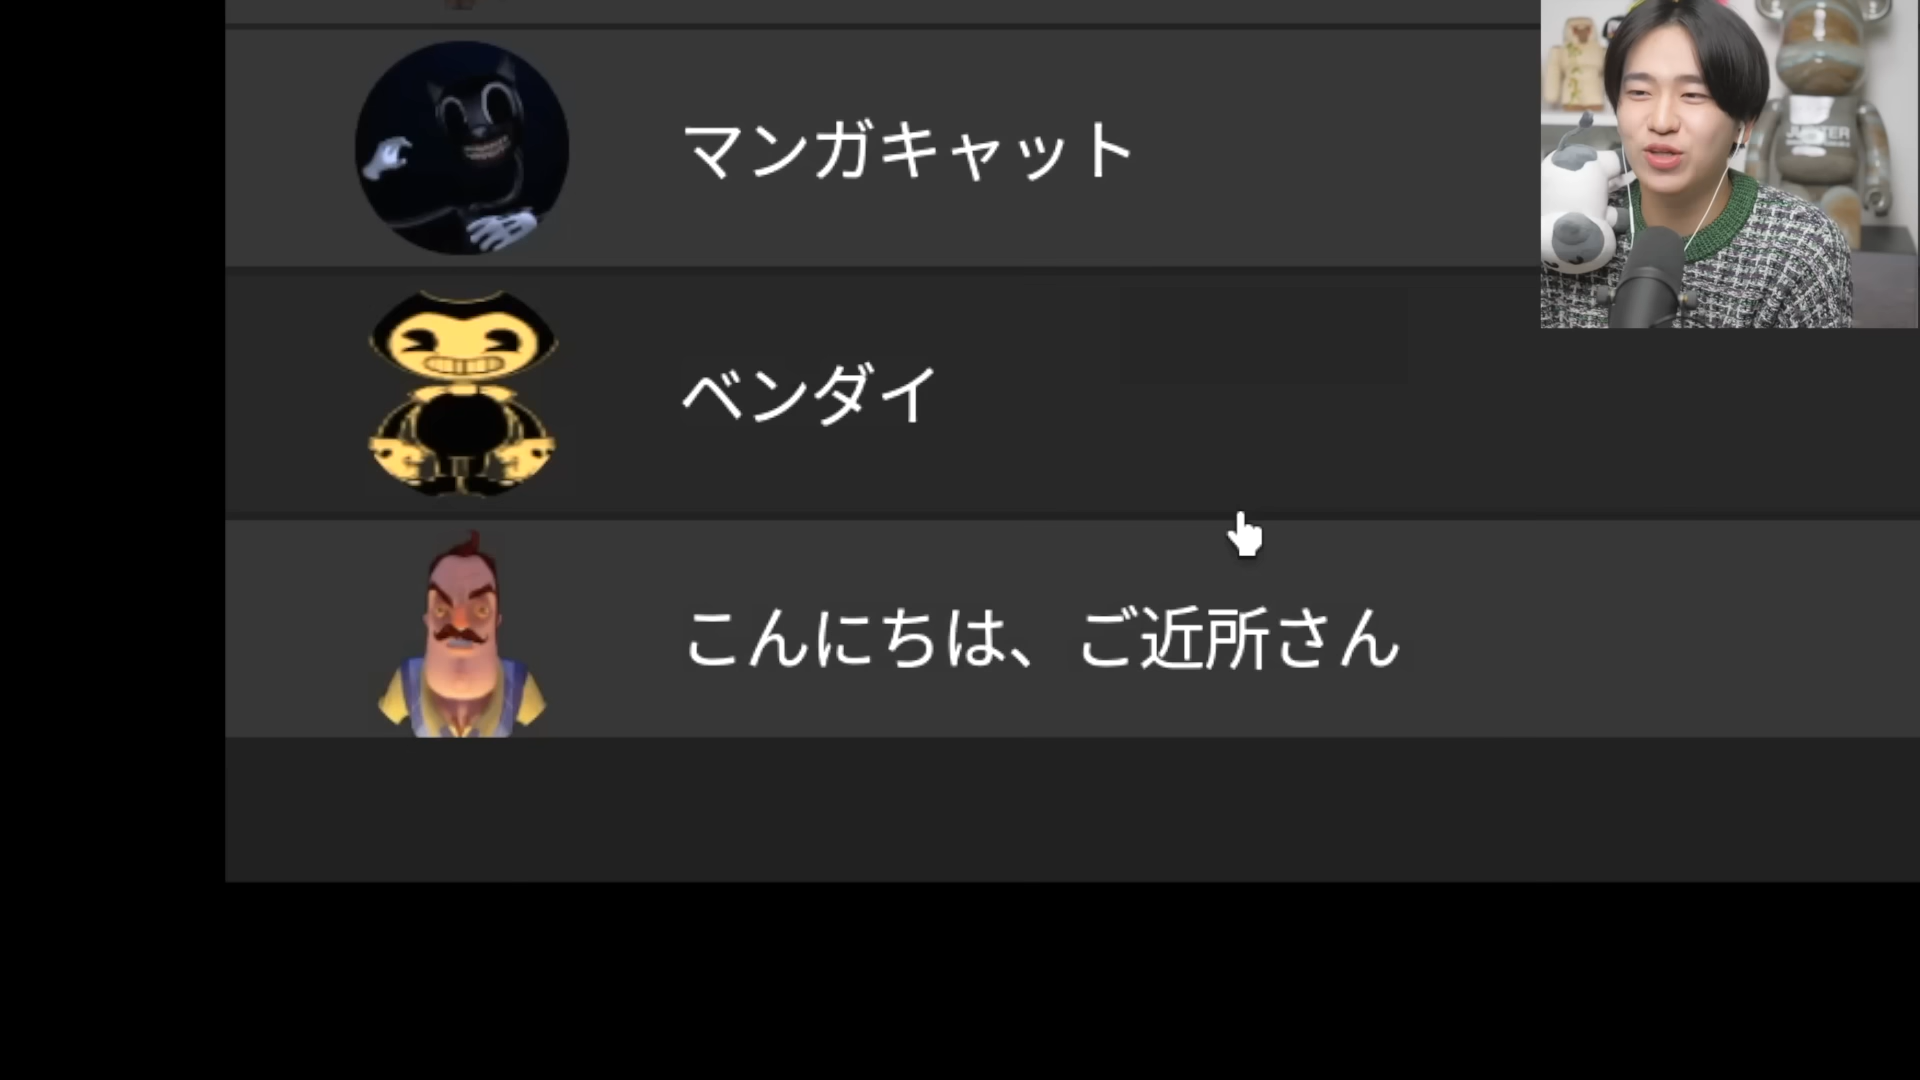 マンガキャット
ベンダイ
こんにちは、ご近所さん